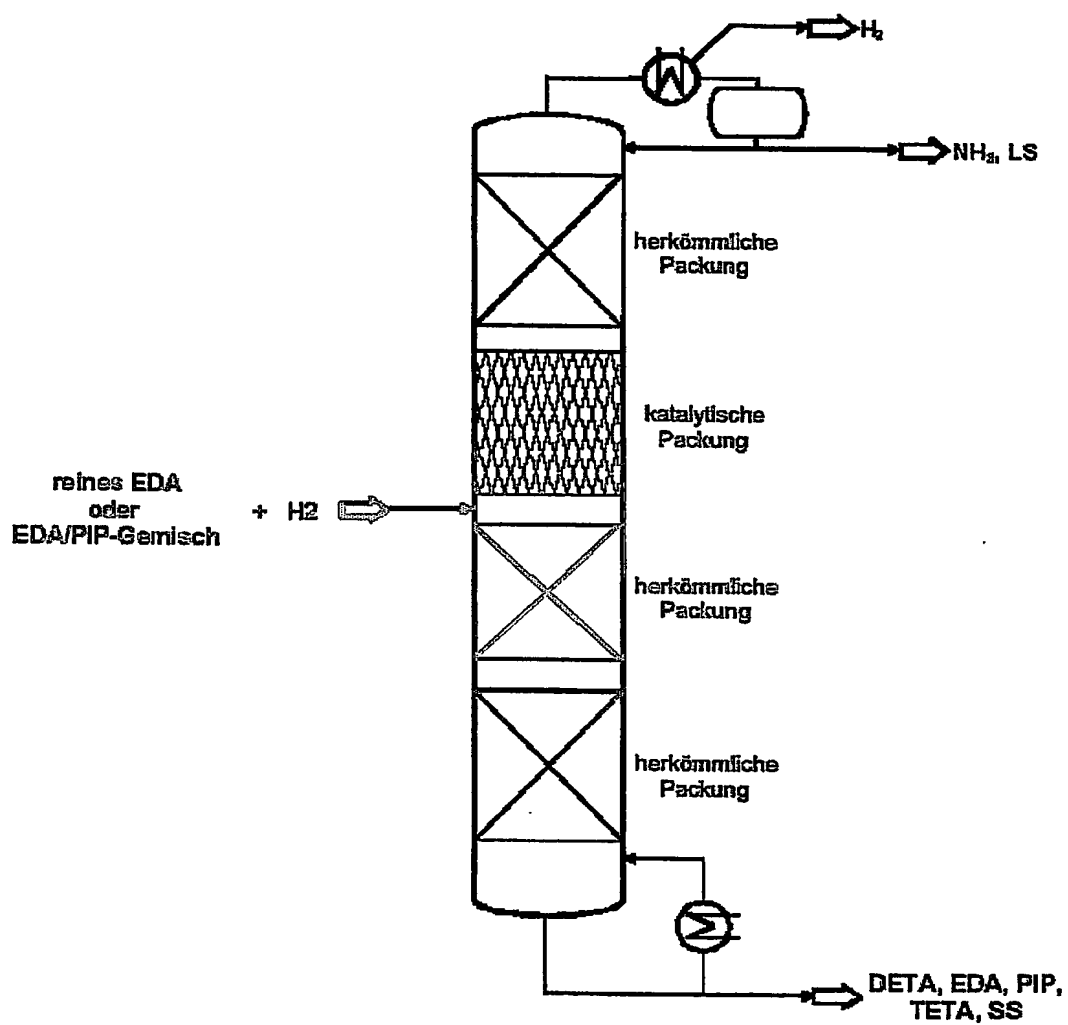 H₂
NH₃, LS
herkömmliche
Packung
katalytische
Packung
reines EDA
oder
EDA/PIP-Gemisch
+ H2
herkömmliche
Packung
herkömmliche
Packung
DETA, EDA, PIP,
TETA, SS